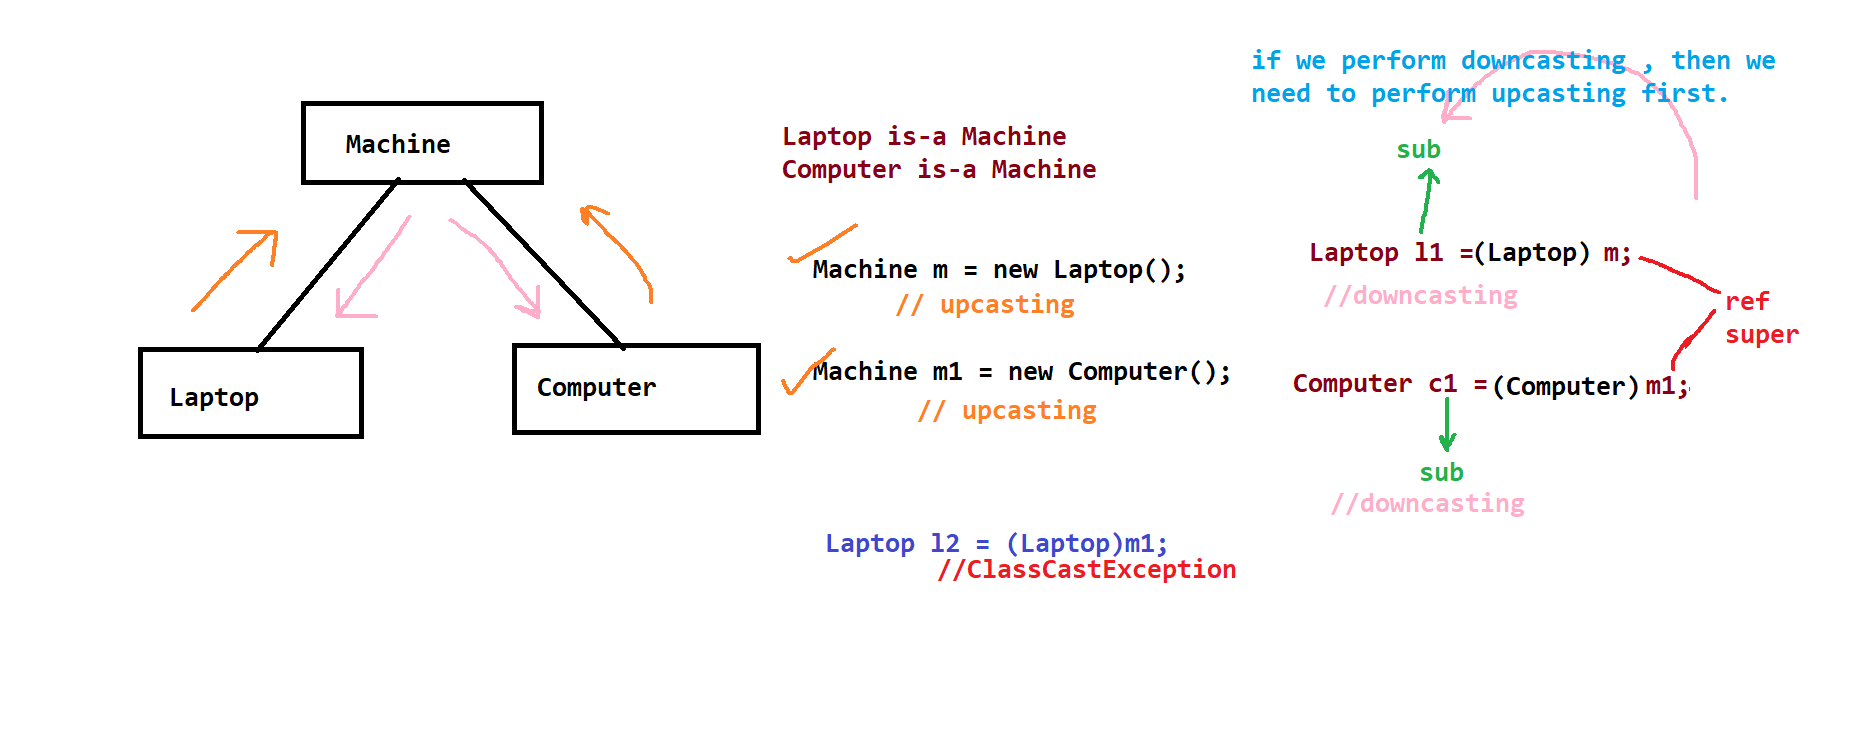 Machine
Laptop
Computer
Laptop is-a Machine
Computer is-a Machine
Machine m = new Laptop();
// upcasting
Machine m1 = new Computer();
// upcasting
Laptop l2 = (Laptop)m1;
//ClassCastException
if we perform downcasting , then we
need to perform upcasting first.
sub
Laptop l1 =(Laptop) m;
//downcasting
ref
super
Computer c1 =(Computer)m1;
sub
//downcasting